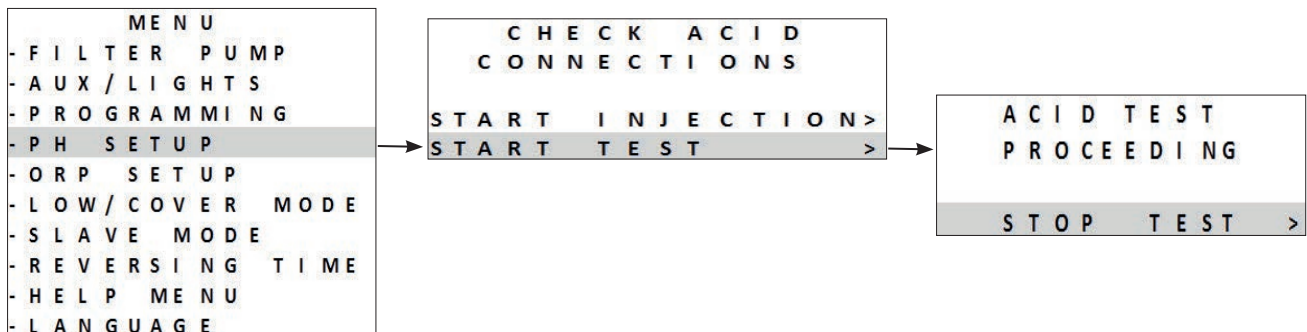 MENU
-FILTER PUMP
-AUX/LIGHTS
-PROGRAMMING
-PH SETUP
-ORP SETUP
-LOW/COVER MODE
-SLAVE MODE
-REVERSING TIME
-HELP MENU
-LANGUAGE
CHECK ACID
CONNECTIONS
START INJECTION>
START TEST >
ACID TEST
PROCEEDING
STOP TEST >